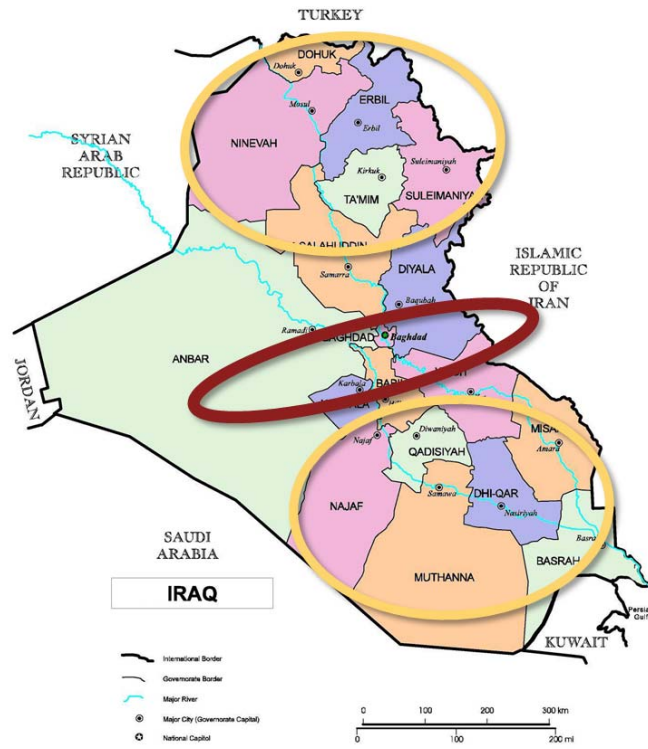 TURKEY
DOHUK
Dohuk
Mosul
ERBIL
Erbil
NINEVAH
SYRIAN
ARAB
REPUBLIC
Kirkuk
Suleimaniyah
TA'MIM
SULEIMANIYA
SALAHUDDIN
DIYALA
Samarra
ISLAMIC
REPUBLIC
OF
IRAN
Baqubah
Ramadi
BAGHDAD
Baghdad
ANBAR
JORDAN
Karbala
Najaf
Diwaniyah
QADISIYAH
Amara
NAJAF
Samawa
DHI-QAR
Nasiriyah
SAUDI
ARABIA
BASRAH
MUTHANNA
IRAQ
KUWAIT
International Border
Governorate Border
Major River
Major City (Governorate Capital)
National Capitol
0 100 200 300 km
0 100 200 mi